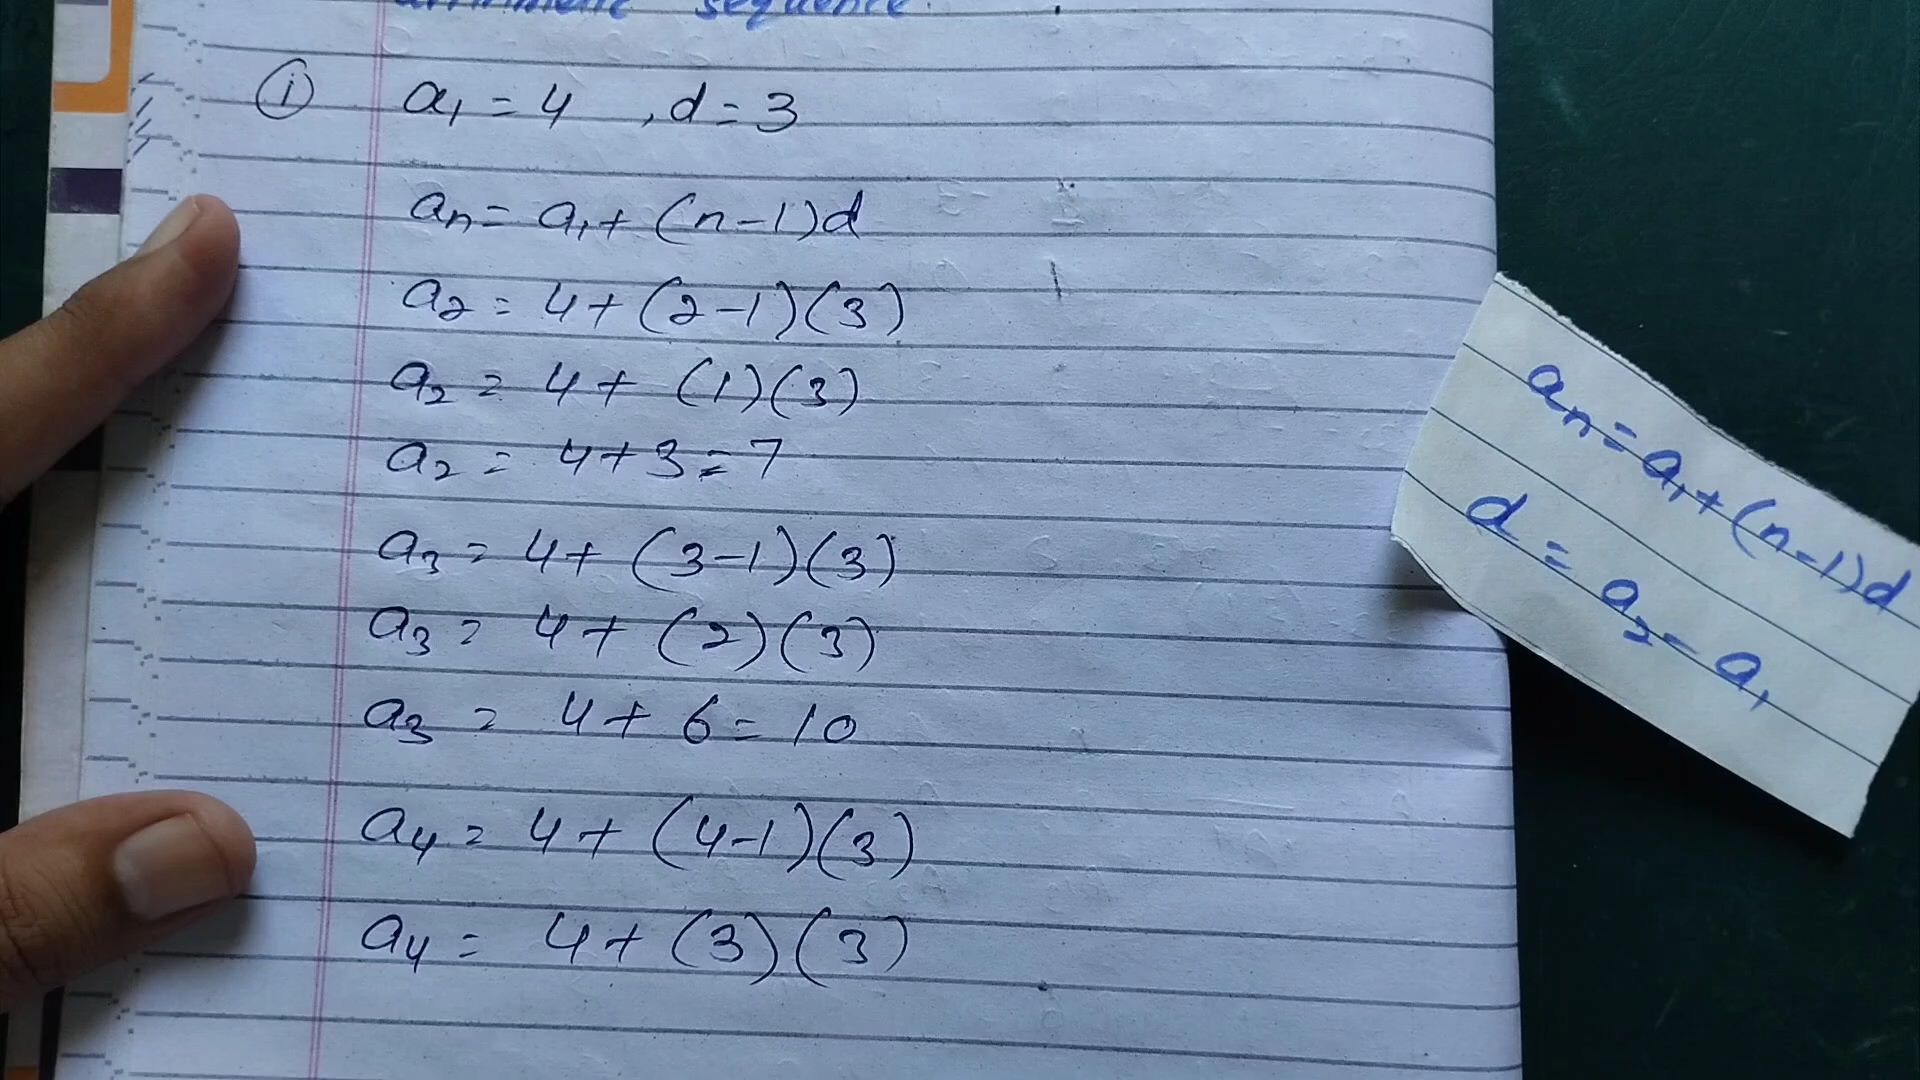 arithmetic sequence.
(i) a₁ = 4 , d = 3
aₙ = a₁ + (n-1)d
a₂ = 4 + (2-1)(3)
a₂ = 4 + (1)(3)
a₂ = 4+3 = 7
a₃ = 4 + (3-1)(3)
a₃ = 4 + (2)(3)
a₃ = 4 + 6 = 10
a₄ = 4 + (4-1)(3)
a₄ = 4 + (3)(3)
aₙ = a₁ + (n-1)d
d = a₂ - a₁